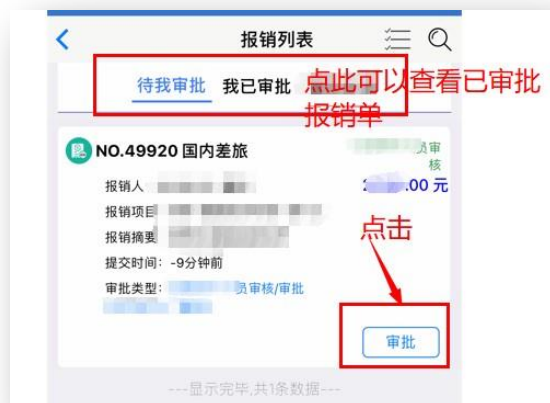 报销列表
待我审批 我已审批 点此可以查看已审批
报销单
NO.49920 国内差旅
员审
核
报销人
.00 元
报销项目
报销摘要
点击
提交时间： -9分钟前
审批类型： 员审核/审批
审批
---显示完毕,共1条数据---